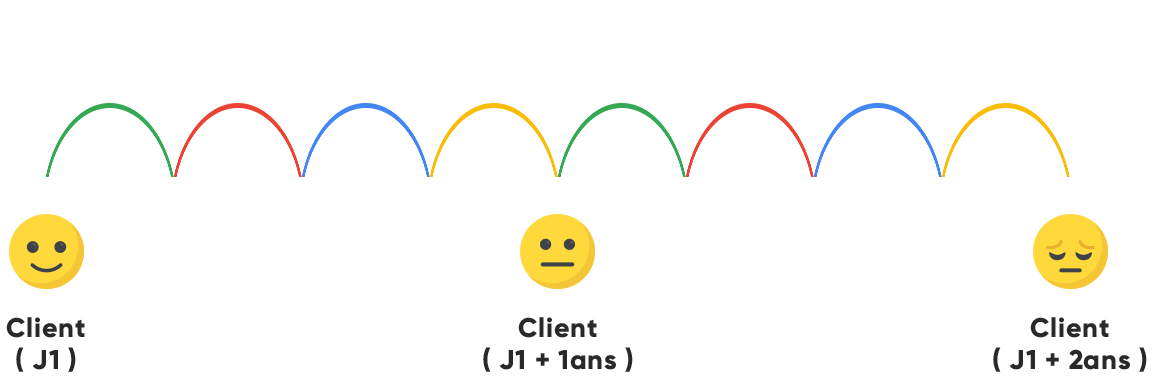 Client
( J1 )
Client
( J1 + 1ans )
Client
( J1 + 2ans )